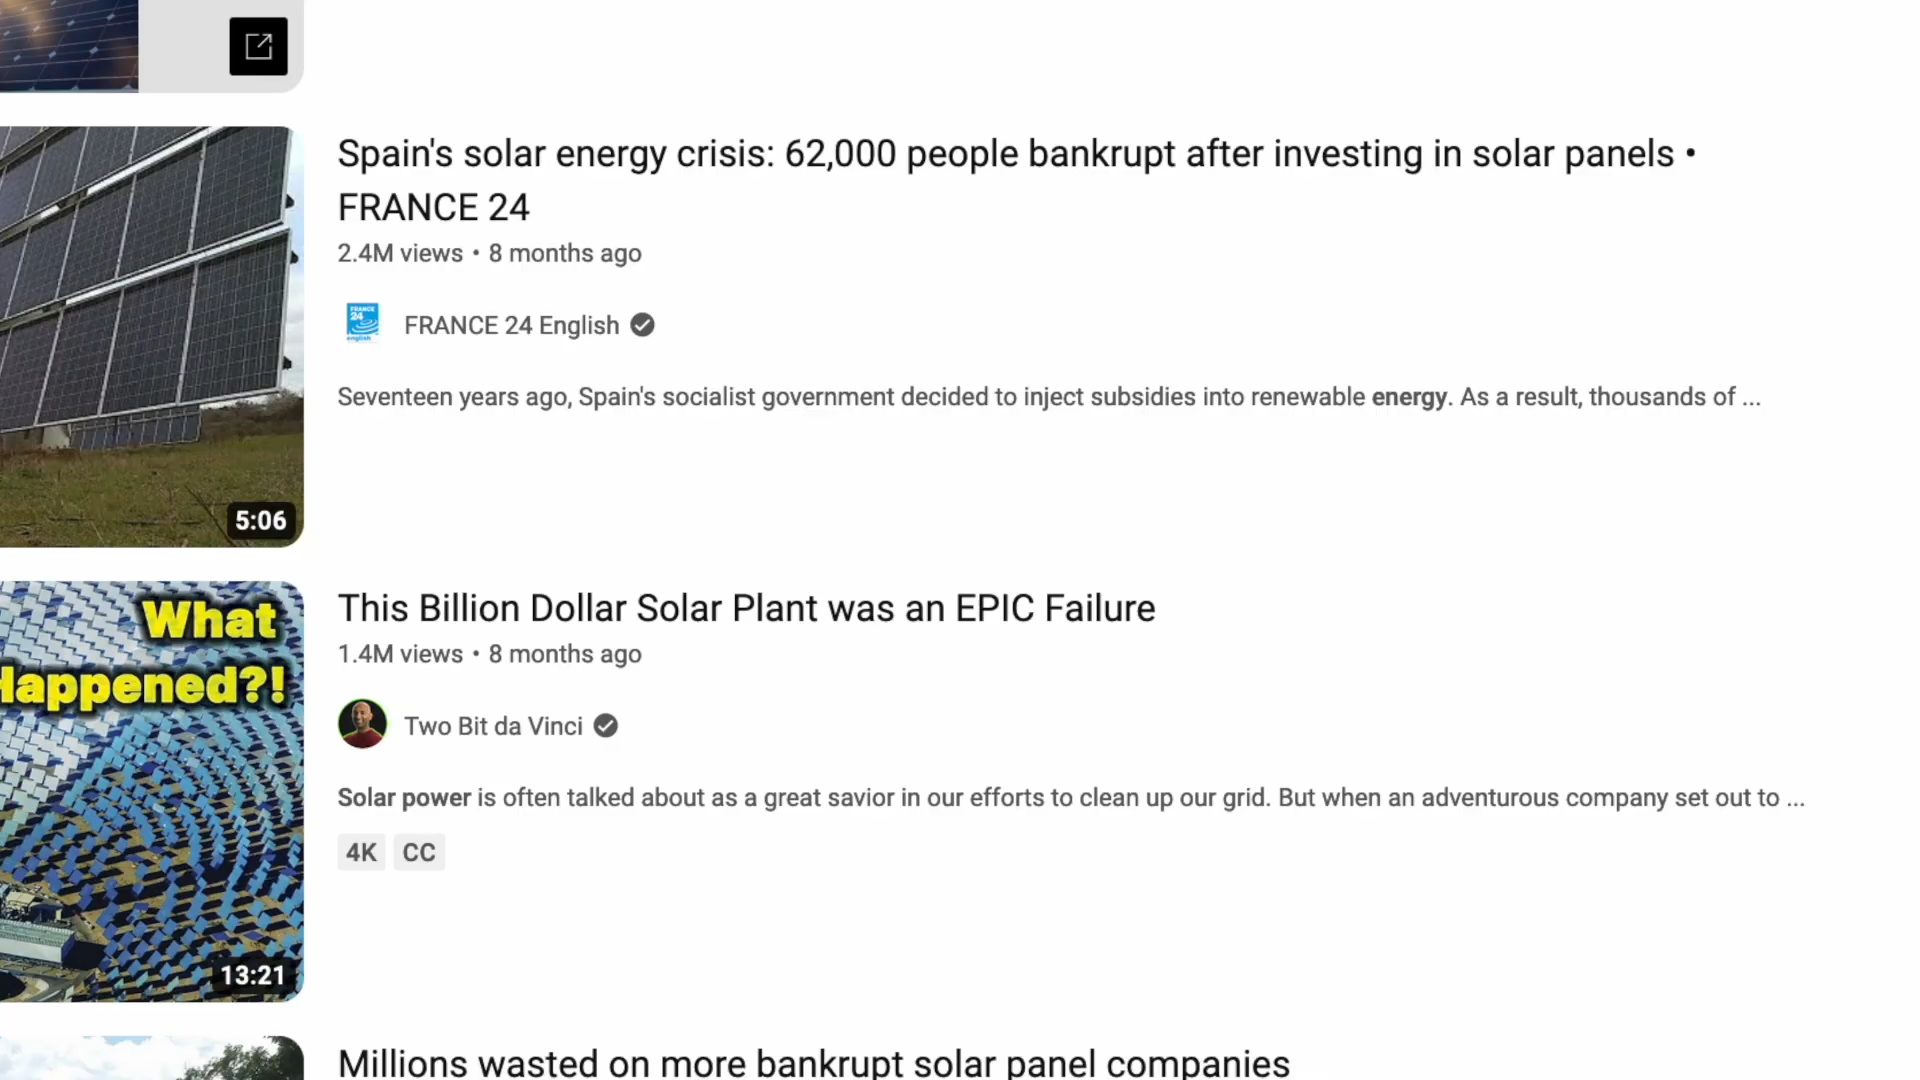 Spain's solar energy crisis: 62,000 people bankrupt after investing in solar panels •
FRANCE 24
2.4M views • 8 months ago
FRANCE
24
english
FRANCE 24 English
Seventeen years ago, Spain's socialist government decided to inject subsidies into renewable energy. As a result, thousands of ...
5:06
What
Happened?!
This Billion Dollar Solar Plant was an EPIC Failure
1.4M views • 8 months ago
Two Bit da Vinci
Solar power is often talked about as a great savior in our efforts to clean up our grid. But when an adventurous company set out to ...
4K CC
13:21
Millions wasted on more bankrupt solar panel companies